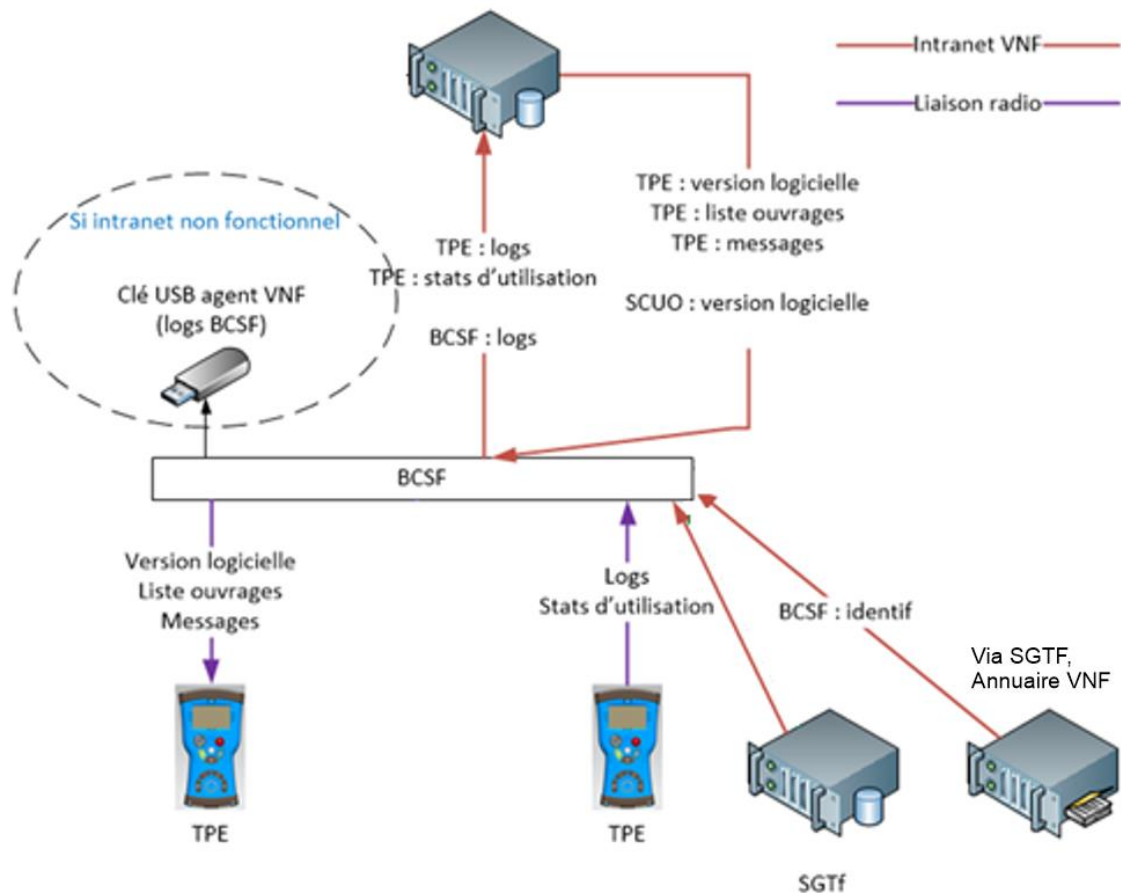 Intranet VNF
Liaison radio
Si intranet non fonctionnel
Clé USB agent VNF
(logs BCSF)
TPE : logs
TPE : stats d'utilisation
BCSF : logs
TPE : version logicielle
TPE : liste ouvrages
TPE : messages
SCUO : version logicielle
BCSF
Version logicielle
Liste ouvrages
Messages
Logs
Stats d'utilisation
BCSF : identif
Via SGTF,
Annuaire VNF
TPE
TPE
SGTf